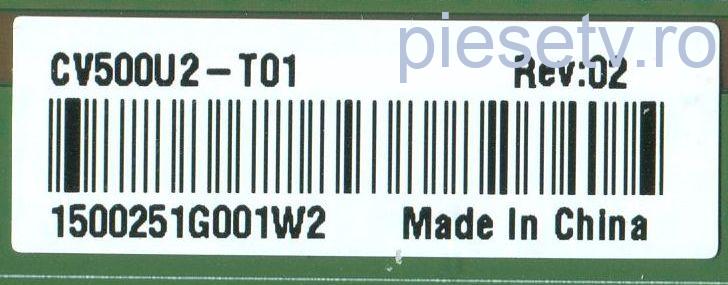 piesetv.ro
CV500U2-T01 Rev:02
1500251G001W2 Made In China